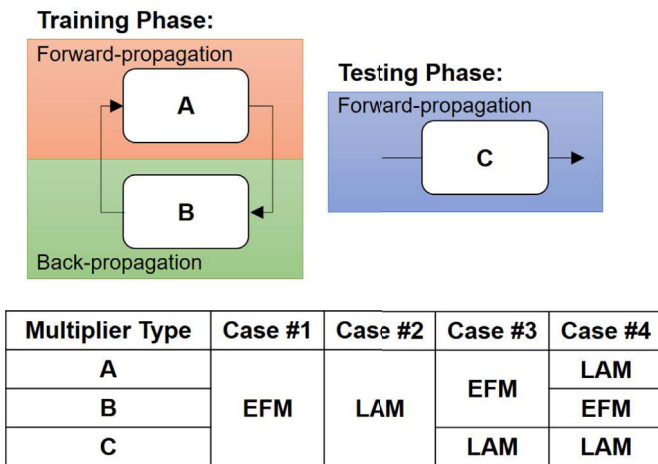 Training Phase:
Forward-propagation
A
B
Back-propagation
Testing Phase:
Forward-propagation
C
Multiplier Type Case #1 Case #2 Case #3 Case #4
A EFM LAM EFM LAM
B EFM
C LAM LAM